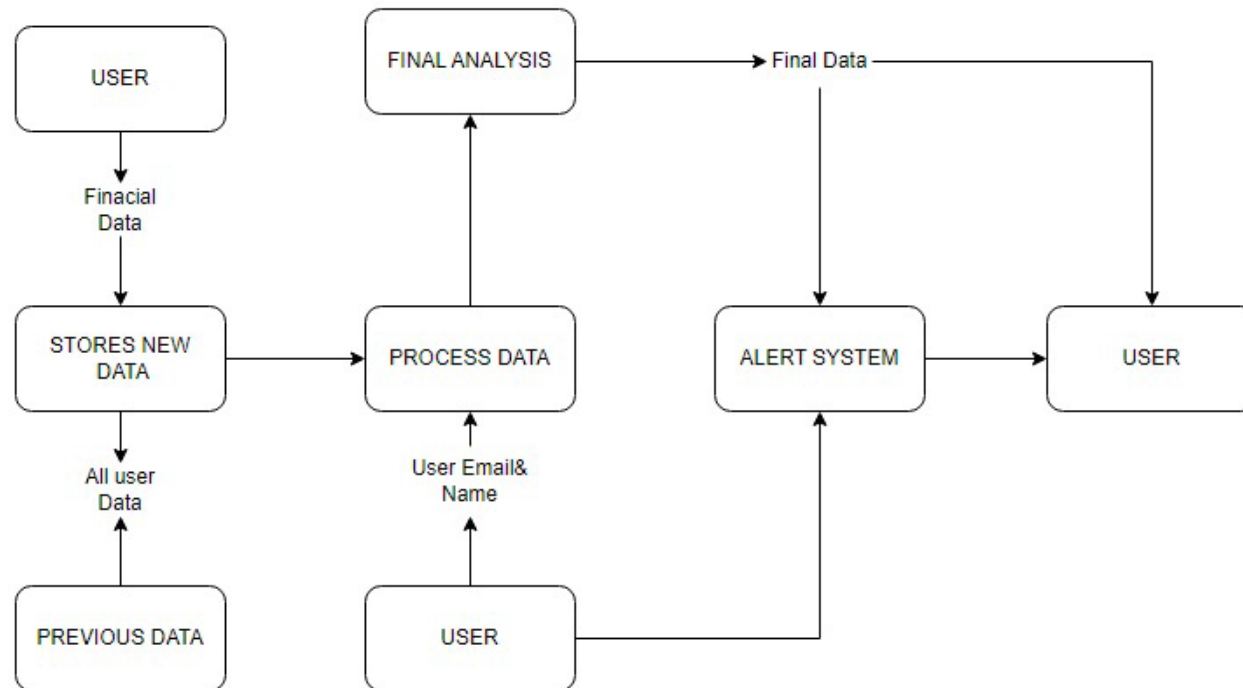 USER
FINAL ANALYSIS
Final Data
Finacial
Data
STORES NEW
DATA
PROCESS DATA
ALERT SYSTEM
USER
All user
Data
User Email&
Name
PREVIOUS DATA
USER